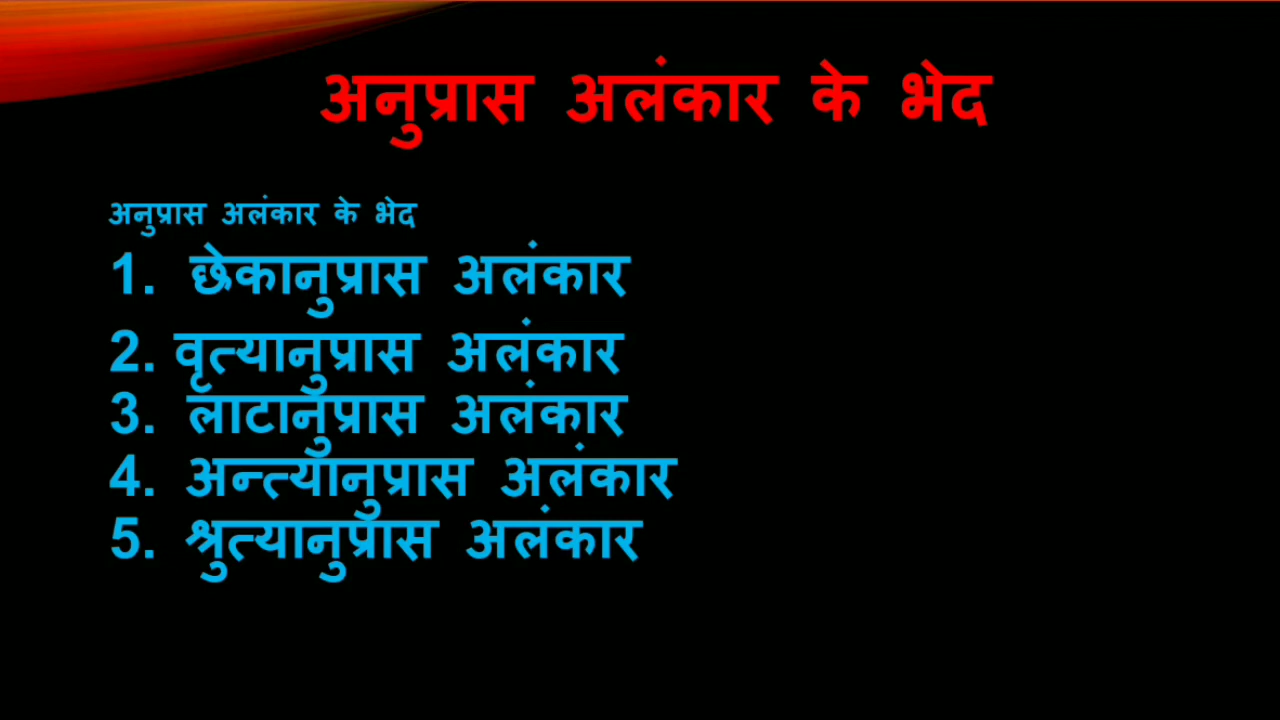 अनुप्रास अलंकार के भेद
अनुप्रास अलंकार के भेद
1. छेकानुप्रास अलंकार
2. वृत्यानुप्रास अलंकार
3. लाटानुप्रास अलंकार
4. अन्त्यानुप्रास अलंकार
5. श्रुत्यानुप्रास अलंकार